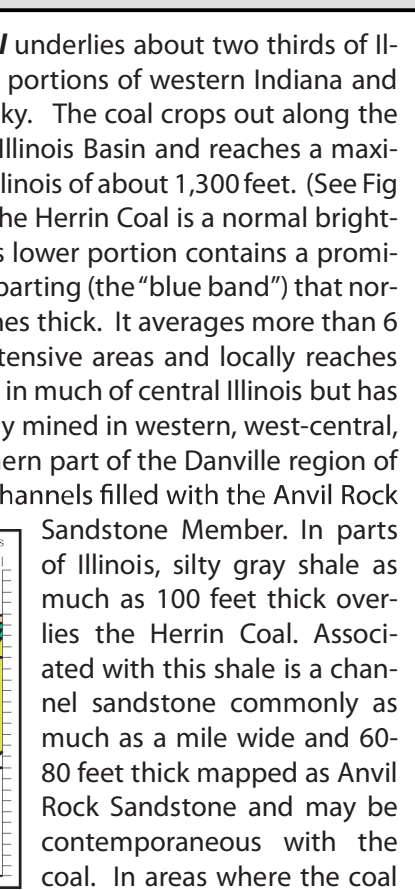 l underlies about two thirds of Il-
portions of western Indiana and
ky. The coal crops out along the
Illinois Basin and reaches a maxi-
linois of about 1,300 feet. (See Fig
he Herrin Coal is a normal bright-
s lower portion contains a promi-
parting (the “blue band”) that nor-
nes thick. It averages more than 6
tensive areas and locally reaches
in much of central Illinois but has
y mined in western, west-central,
nern part of the Danville region of
hannels filled with the Anvil Rock
Sandstone Member. In parts
of Illinois, silty gray shale as
much as 100 feet thick over-
lies the Herrin Coal. Associ-
ated with this shale is a chan-
nel sandstone commonly as
much as a mile wide and 60-
80 feet thick mapped as Anvil
Rock Sandstone and may be
contemporaneous with the
coal. In areas where the coal